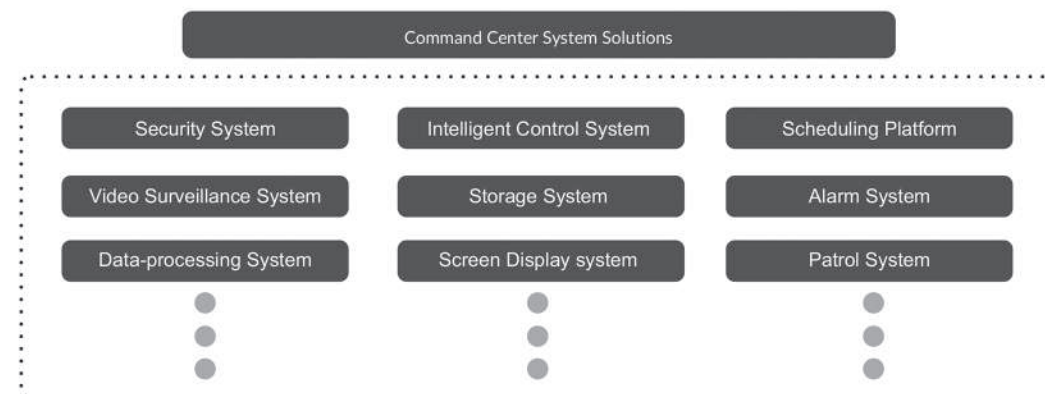 Command Center System Solutions
Security System
Intelligent Control System
Scheduling Platform
Video Surveillance System
Storage System
Alarm System
Data-processing System
Screen Display system
Patrol System